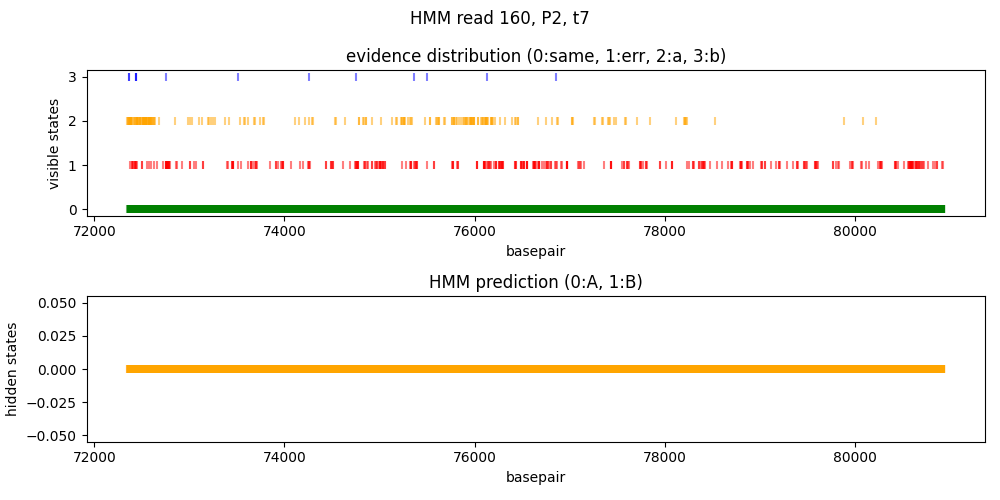 HMM read 160, P2, t7
evidence distribution (0:same, 1:err, 2:a, 3:b)
visible states
3
2
1
0
72000 74000 76000 78000 80000
basepair
HMM prediction (0:A, 1:B)
hidden states
0.050
0.025
0.000
−0.025
−0.050
72000 74000 76000 78000 80000
basepair